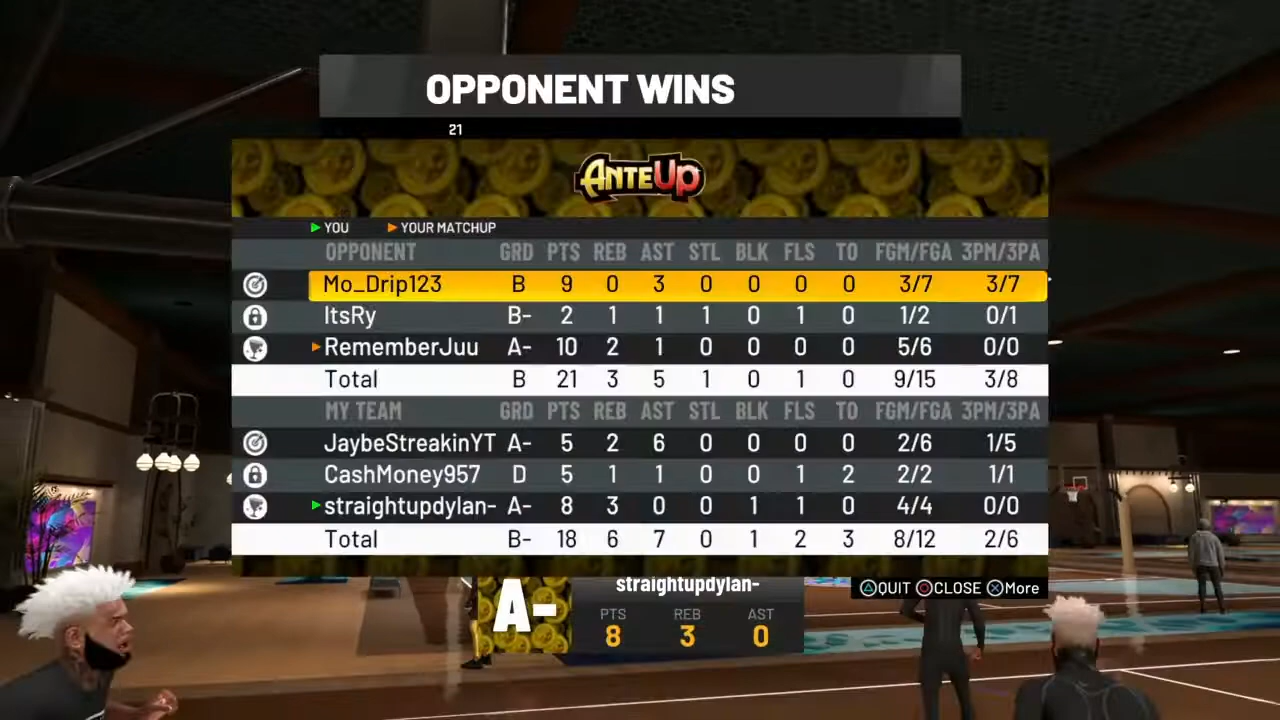 OPPONENT WINS
21
ANTEUP
YOU YOUR MATCHUP
OPPONENT GRD PTS REB AST STL BLK FLS TO FGM/FGA 3PM/3PA
Mo_Drip123 B 9 0 3 0 0 0 0 3/7 3/7
ItsRy B- 2 1 1 1 0 1 0 1/2 0/1
RememberJuu A- 10 2 1 0 0 0 0 5/6 0/0
Total B 21 3 5 1 0 1 0 9/15 3/8
MY TEAM GRD PTS REB AST STL BLK FLS TO FGM/FGA 3PM/3PA
JaybeStreakinYT A- 5 2 6 0 0 0 0 2/6 1/5
CashMoney957 D 5 1 1 0 0 1 2 2/2 1/1
straightupdylan- A- 8 3 0 0 1 1 0 4/4 0/0
Total B- 18 6 7 0 1 2 3 8/12 2/6
A- straightupdylan-
PTS REB AST
8 3 0
QUIT CLOSE More